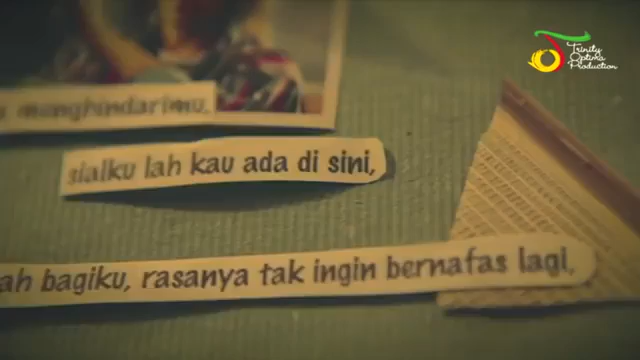 menghindarimu,
sialku lah kau ada di sini,
ah bagiku, rasanya tak ingin bernafas lagi,
Trinity
Optima
Production